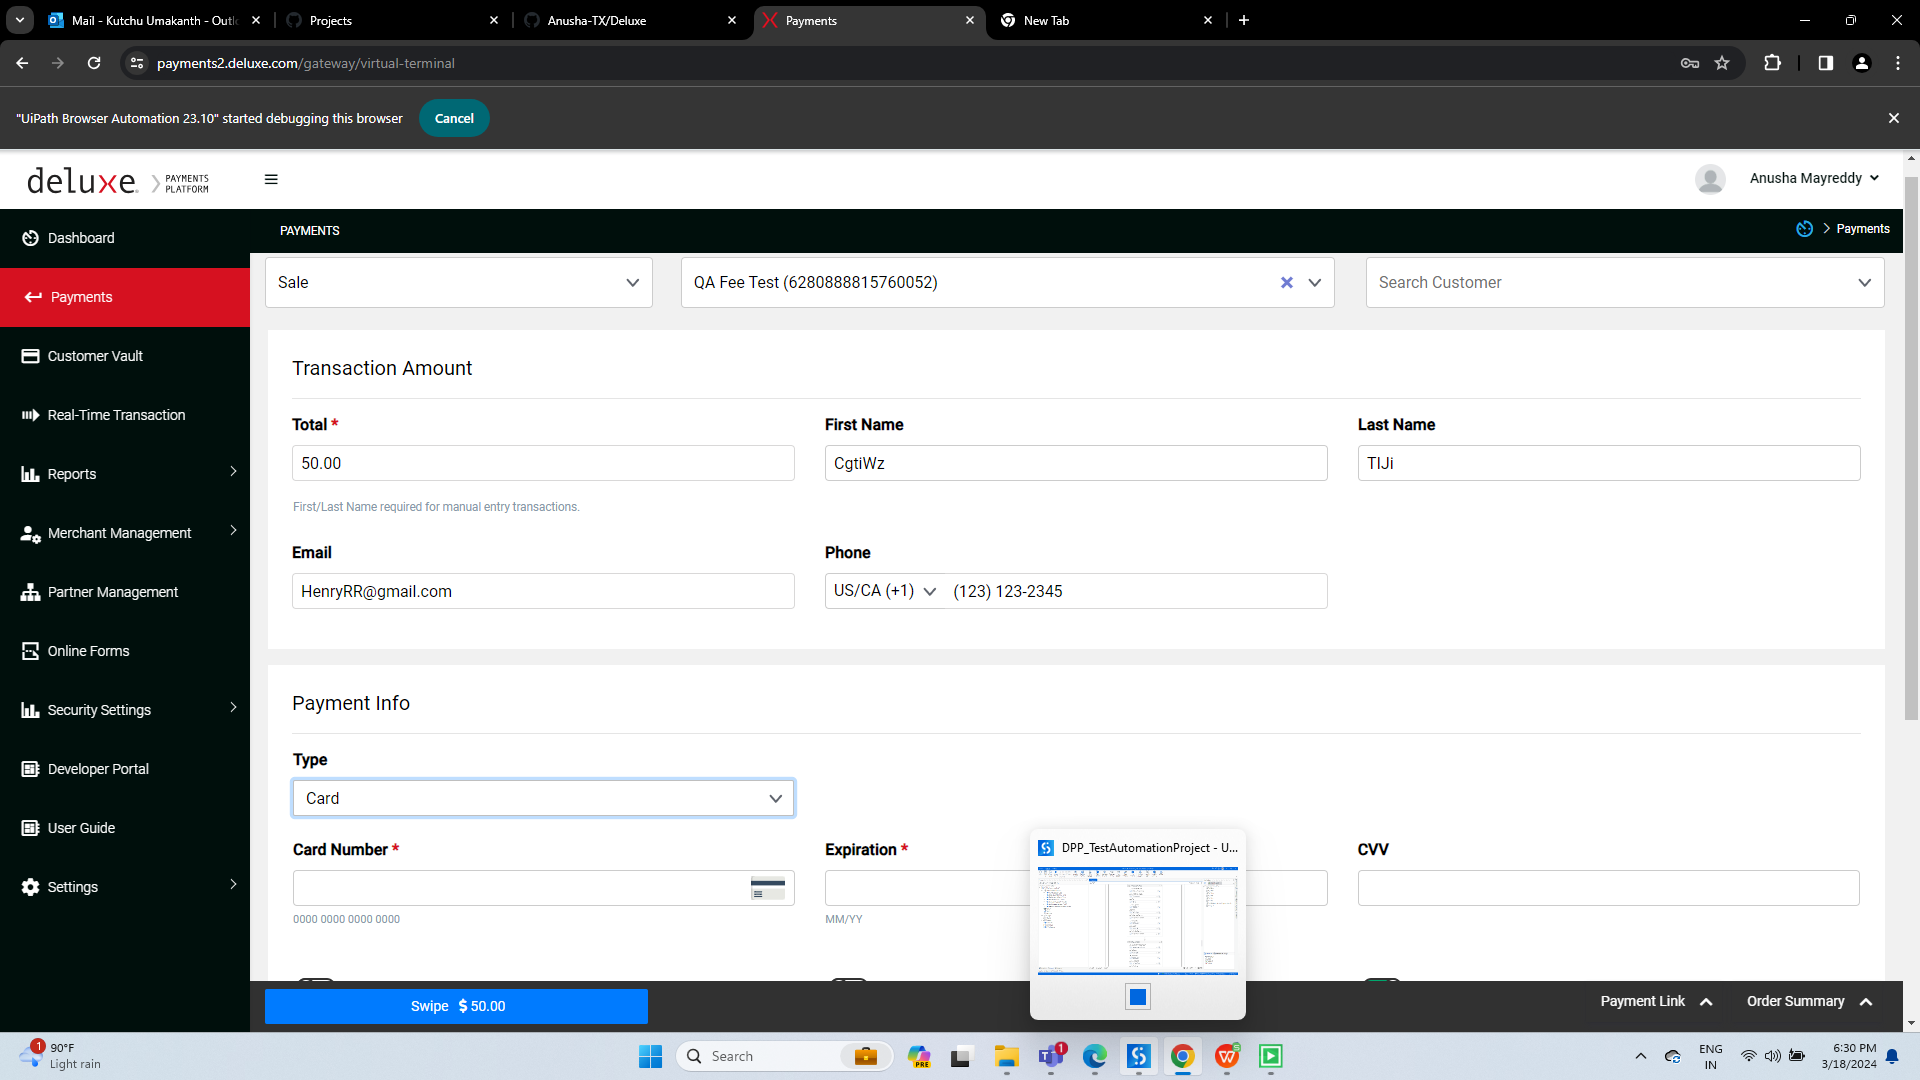 Mail - Kutchu Umakanth - Outl
Projects
Anusha-TX/Deluxe
Payments
New Tab
payments2.deluxe.com/gateway/virtual-terminal
"UiPath Browser Automation 23.10" started debugging this browser
Cancel
deluxe.
PAYMENTS
PLATFORM
Anusha Mayreddy
Dashboard
Payments
Customer Vault
Real-Time Transaction
Reports
Merchant Management
Partner Management
Online Forms
Security Settings
Developer Portal
User Guide
Settings
PAYMENTS
Payments
Sale
QA Fee Test (6280888815760052)
Search Customer
Transaction Amount
Total *
First Name
Last Name
50.00
CgtiWz
First/Last Name required for manual entry transactions.
Email
Phone
HenryRR@gmail.com
US/CA (+1)
(123) 123-2345
Payment Info
Type
Card
Card Number *
Expiration *
CVV
0000 0000 0000 0000
MM/YY
DPP_TestAutomationProject - U...
Swipe $ 50.00
Payment Link
Order Summary
1
90°F
Light rain
Search
PRE
1
ENG
IN
6:30 PM
3/18/2024